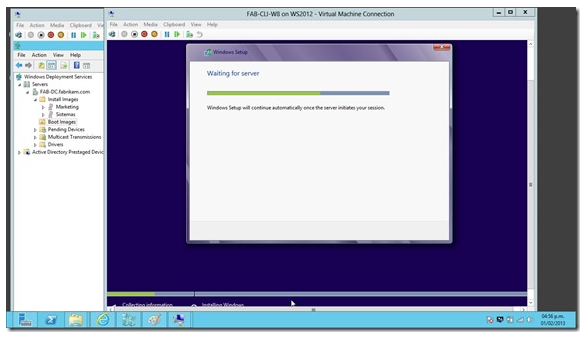 FAB-CLI-W8 on WS2012 - Virtual Machine Connection
File Action Media Clipboard View
File Action Media Clipboard View Help
File Action View Help
Windows Deployment Services
Servers
FAB-DC.fabrikam.com
Install Images
Marketing
Sistemas
Boot Images
Pending Devices
Multicast Transmissions
Drivers
Active Directory Prestaged Devic
Windows Setup
Waiting for server
Windows Setup will continue automatically once the server initiates your session.
Collecting information
Installing Windows
04:56 p.m.
01/02/2013